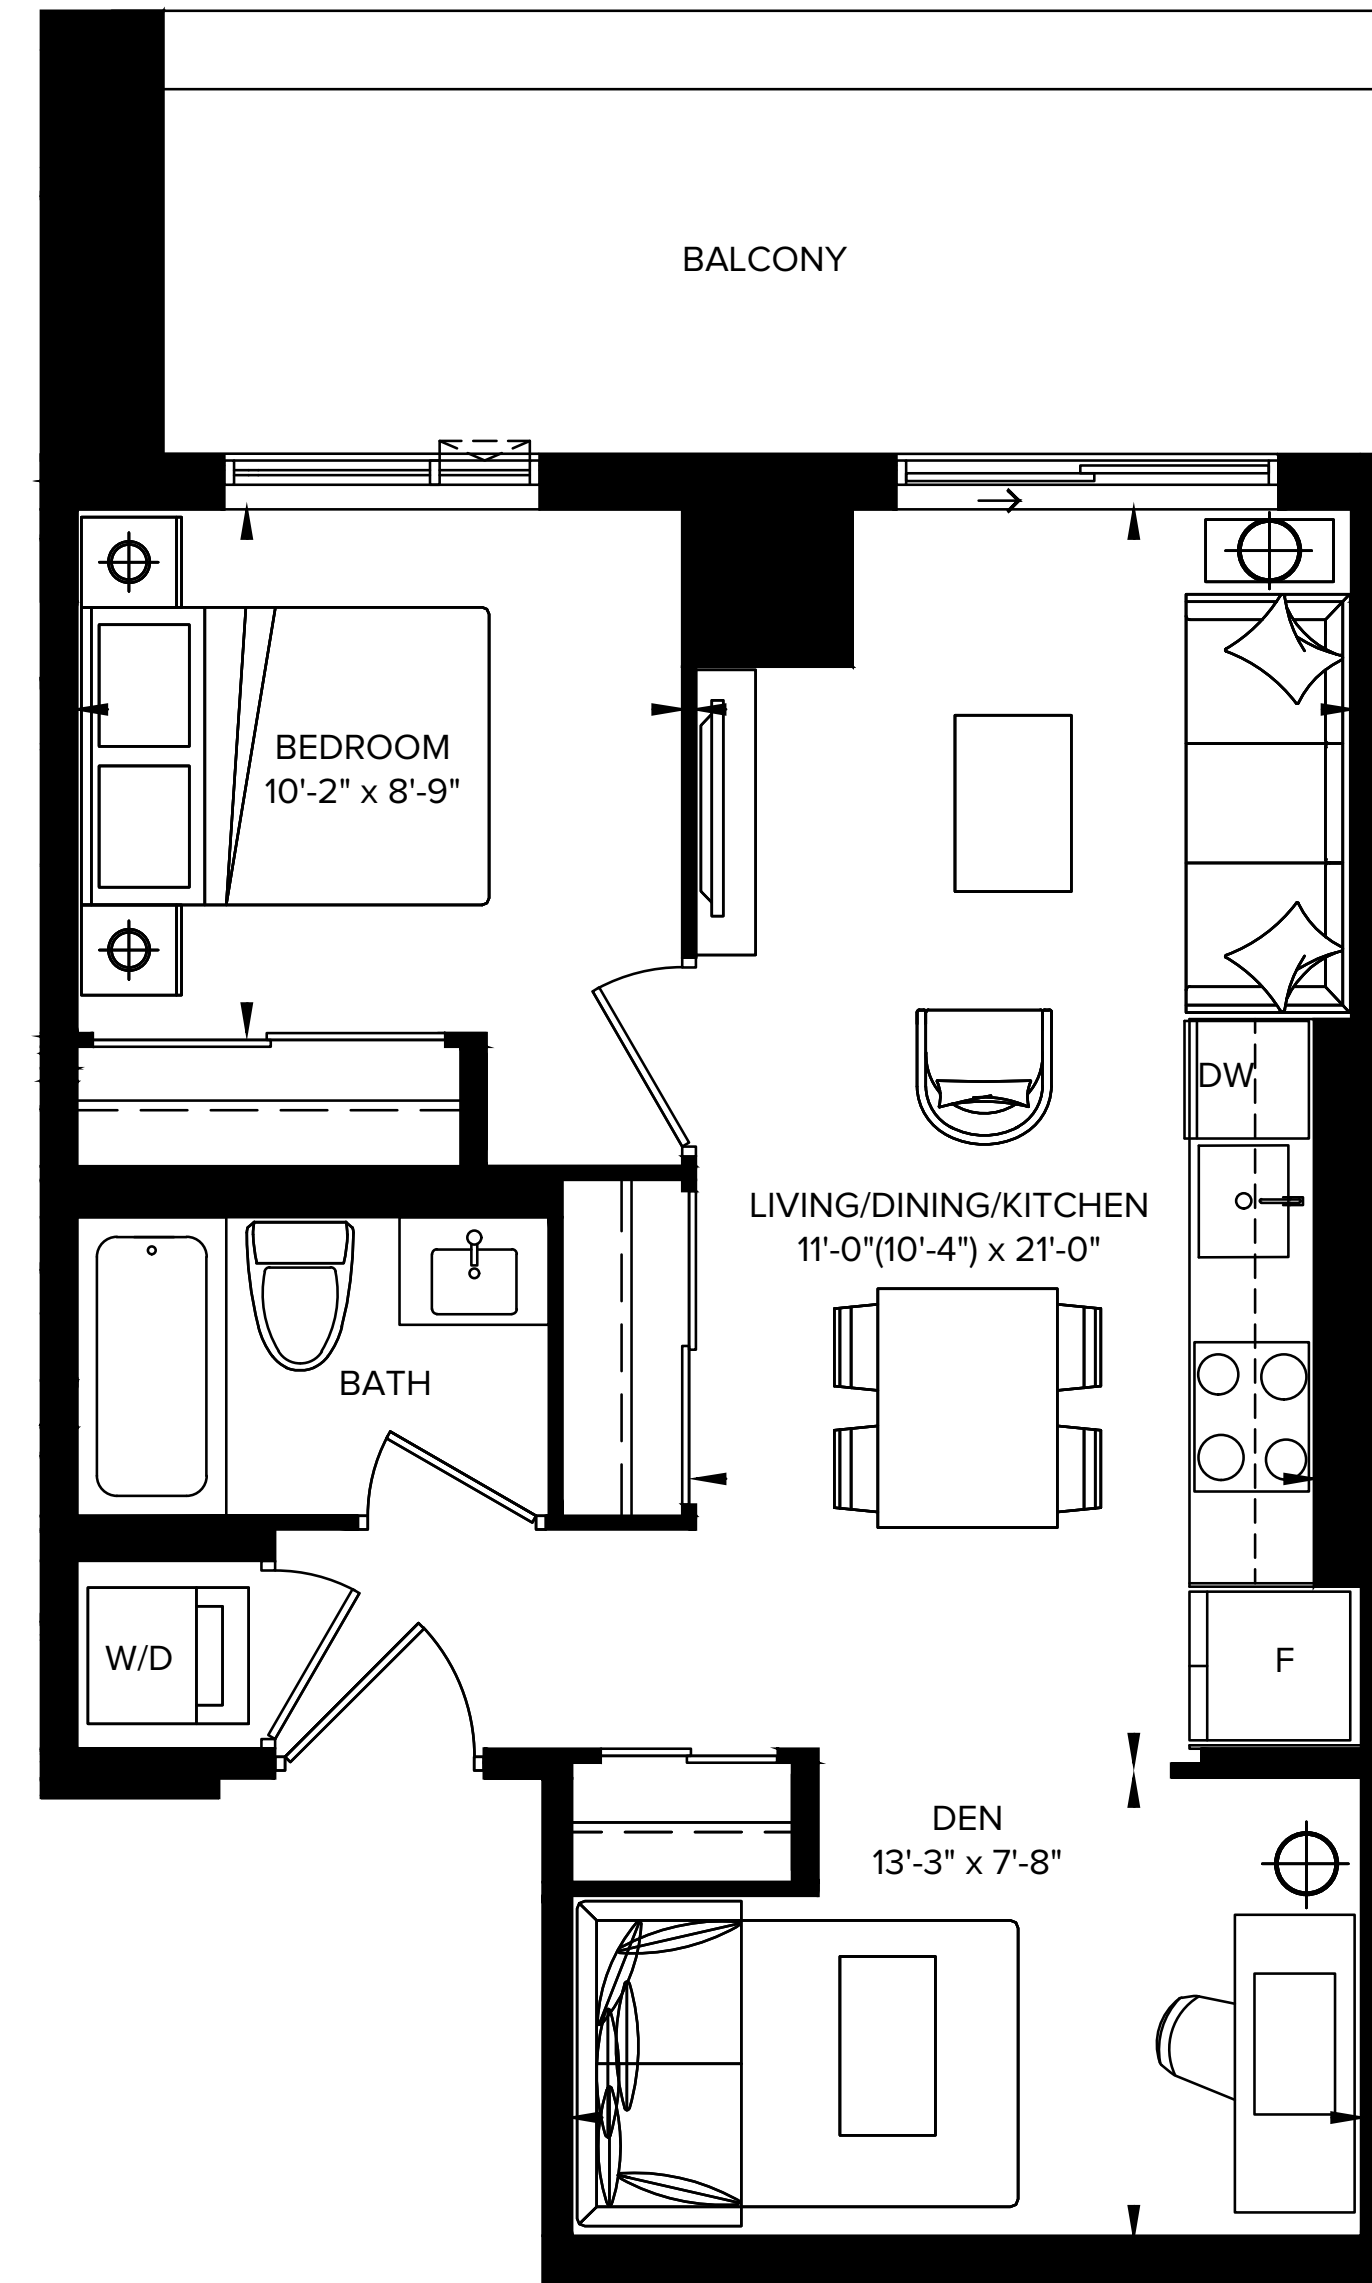 BALCONY
BEDROOM
10'-2" x 8'-9"
DW
LIVING/DINING/KITCHEN
11'-0"(10'-4") x 21'-0"
BATH
W/D
F
DEN
13'-3" x 7'-8"